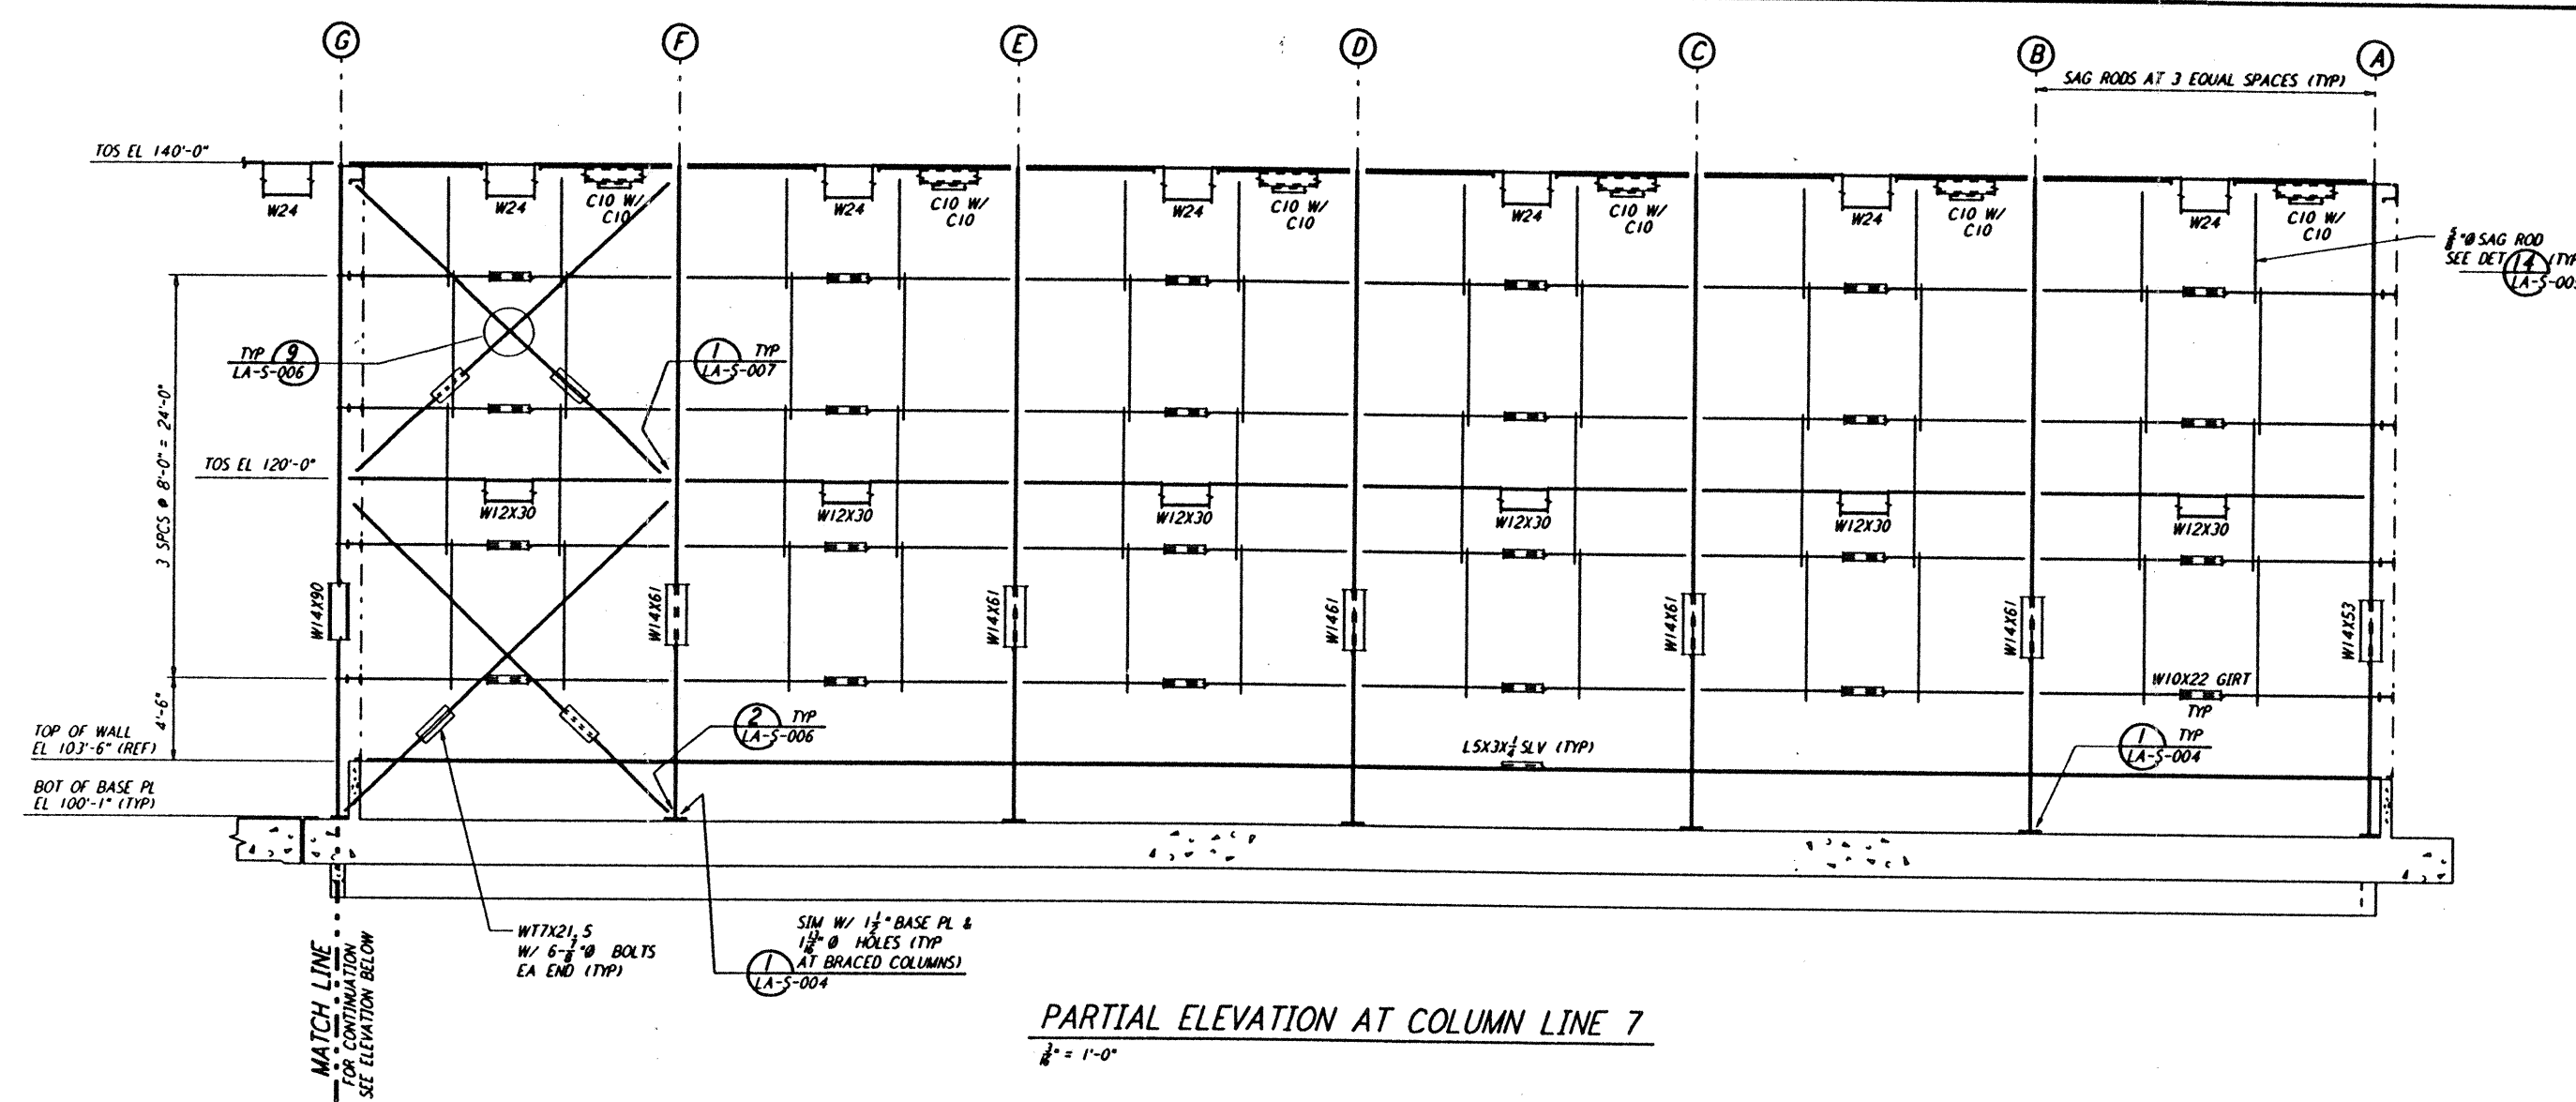 G F E D C B A
SAG RODS AT 3 EQUAL SPACES (TYP)
TOS EL 140'-0"
W24 W24 C10 W/ W24 C10 W/ W24 C10 W/ W24 C10 W/ W24 C10 W/ W24 C10 W/
C10 C10 C10 C10 C10 C10
5/8"Ø SAG ROD
SEE DET 14 (TYP
LA-S-00
TYP 9
LA-S-006
1 TYP
LA-S-007
3 SPCS @ 8'-0" = 24'-0"
TOS EL 120'-0"
W12X30 W12X30 W12X30 W12X30 W12X30 W12X30
W14X90 W14X61 W14X61 W14X61 W14X61 W14X53
W1461
W10X22 GIRT
TYP
4'-6"
TOP OF WALL
EL 103'-6" (REF)
2 TYP
LA-S-006
L5X3X1/4 SLV (TYP)
1 TYP
LA-S-004
BOT OF BASE PL
EL 100'-1" (TYP)
WT7X21.5
W/ 6-7/8"Ø BOLTS
EA END (TYP)
SIM W/ 1 1/2" BASE PL &
1 13/16" Ø HOLES (TYP
AT BRACED COLUMNS)
1
LA-S-004
MATCH LINE
FOR CONTINUATION
SEE ELEVATION BELOW
PARTIAL ELEVATION AT COLUMN LINE 7
3/16" = 1'-0"